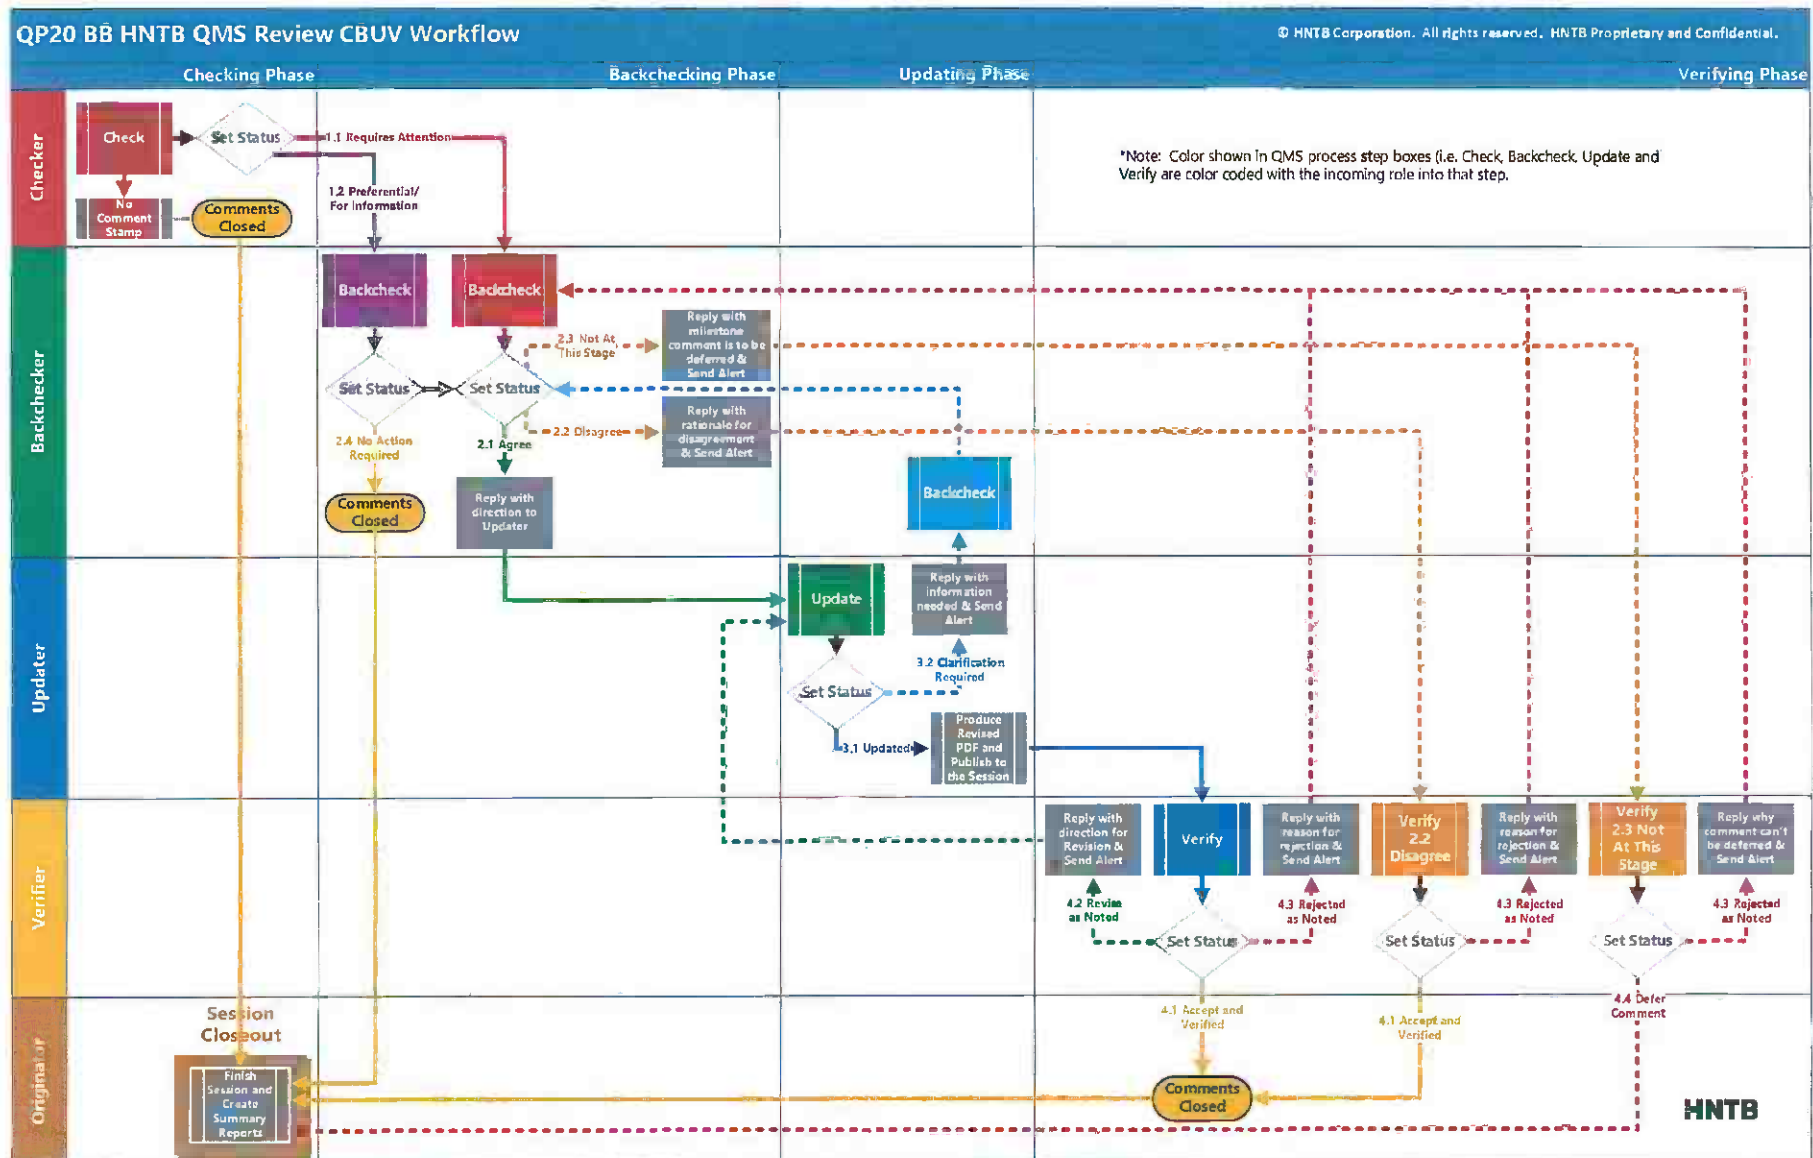 QP20 BB HNTB QMS Review CBUV Workflow
© HNTB Corporation. All rights reserved. HNTB Proprietary and Confidential.
Checking Phase
Backchecking Phase
Updating Phase
Verifying Phase
Checker
Check
Set Status
1.1 Requires Attention
1.2 Preferential/
For Information
No
Comment
Stamp
Comments
Closed
*Note: Color shown in QMS process step boxes (i.e. Check, Backcheck, Update and
Verify are color coded with the incoming role into that step.
Backchecker
Backcheck
Backcheck
2.3 Not At
This Stage
Reply with
milestone
comment is to be
deferred &
Send Alert
Set Status
Set Status
2.4 No Action
Required
2.1 Agree
2.2 Disagree
Reply with
rationale for
disagreement
& Send Alert
Comments
Closed
Reply with
direction to
Updater
Backcheck
Updater
Update
Reply with
information
needed & Send
Alert
3.2 Clarification
Required
Set Status
3.1 Updated
Produce
Revised
PDF and
Publish to
the Session
Verifier
Reply with
direction for
Revision &
Send Alert
Verify
Reply with
reason for
rejection &
Send Alert
Verify
2.2
Disagree
Reply with
reason for
rejection &
Send Alert
Verify
2.3 Not
At This
Stage
Reply why
comment can't
be deferred &
Send Alert
4.2 Revise
as Noted
4.3 Rejected
as Noted
4.3 Rejected
as Noted
4.3 Rejected
as Noted
Set Status
Set Status
Set Status
Originator
Session
Closeout
Finish
Session and
Create
Summary
Reports
4.1 Accept and
Verified
4.1 Accept and
Verified
4.4 Defer
Comment
Comments
Closed
HNTB